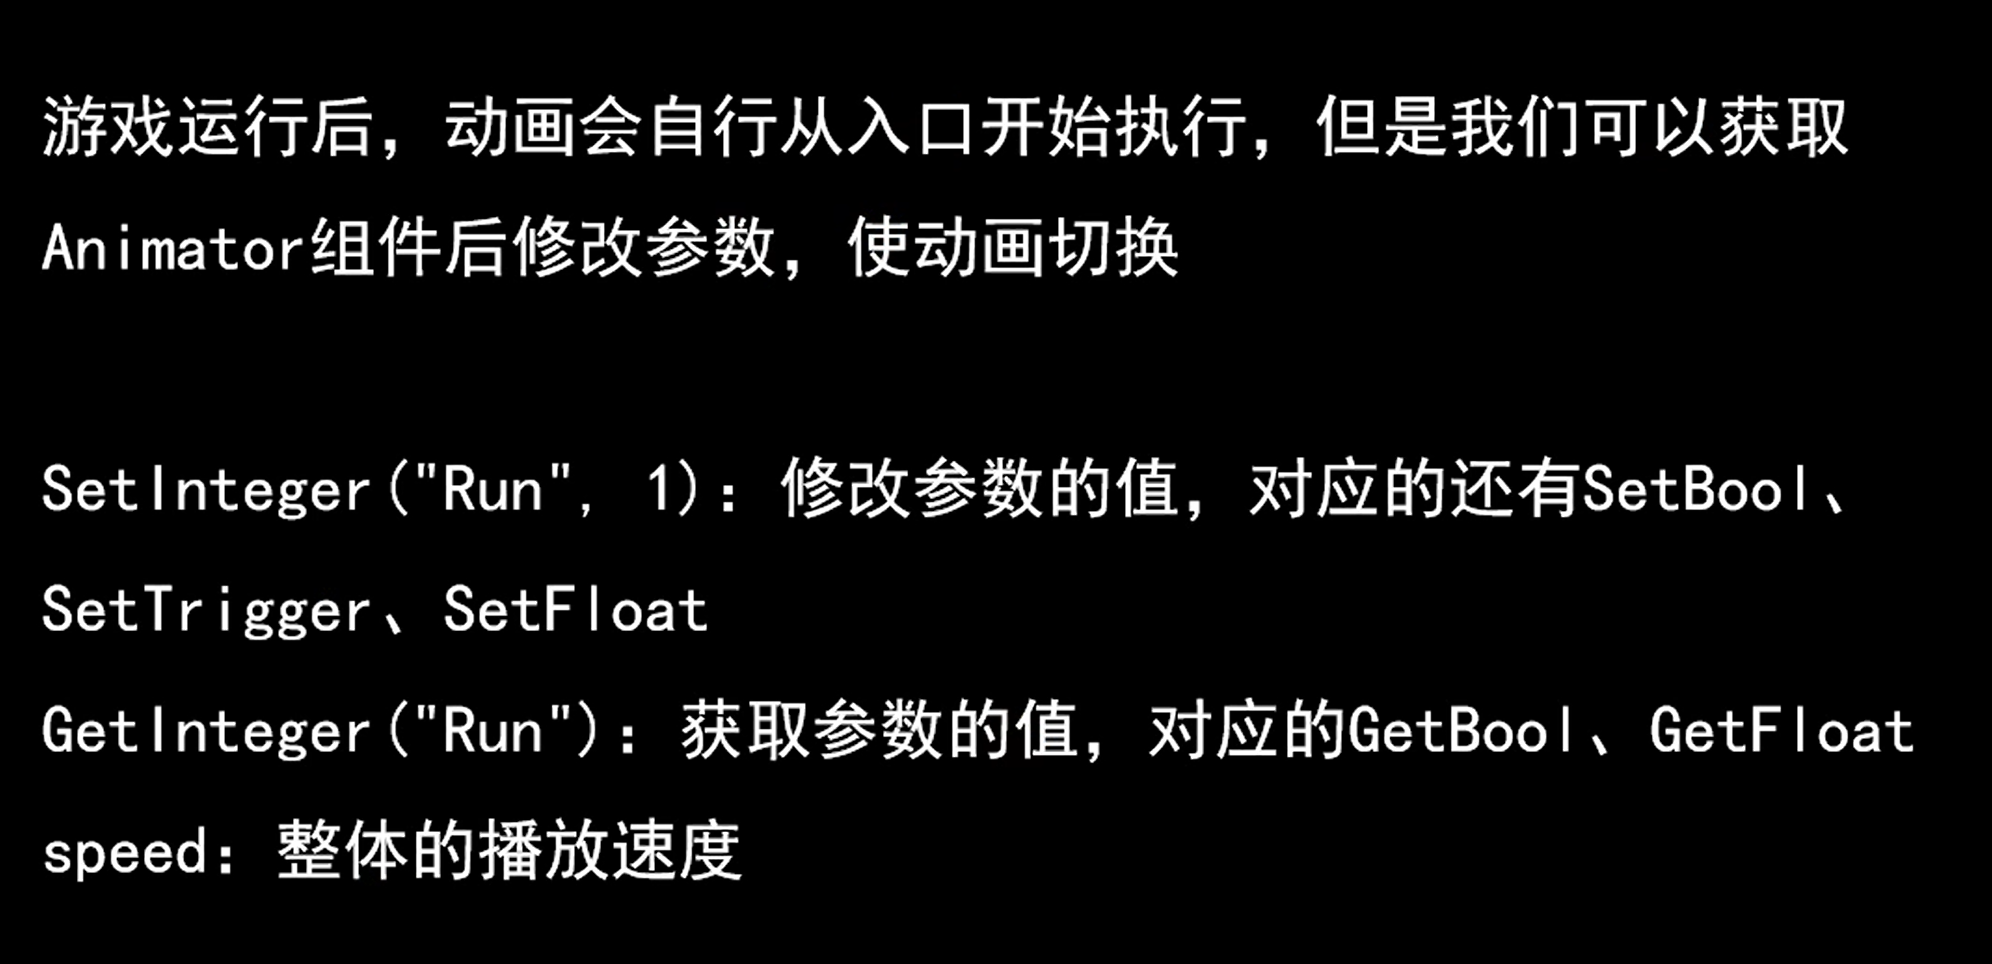 游戏运行后，动画会自行从入口开始执行，但是我们可以获取
Animator组件后修改参数，使动画切换
SetInteger("Run", 1)：修改参数的值，对应的还有SetBool、
SetTrigger、SetFloat
GetInteger("Run")：获取参数的值，对应的GetBool、GetFloat
speed：整体的播放速度